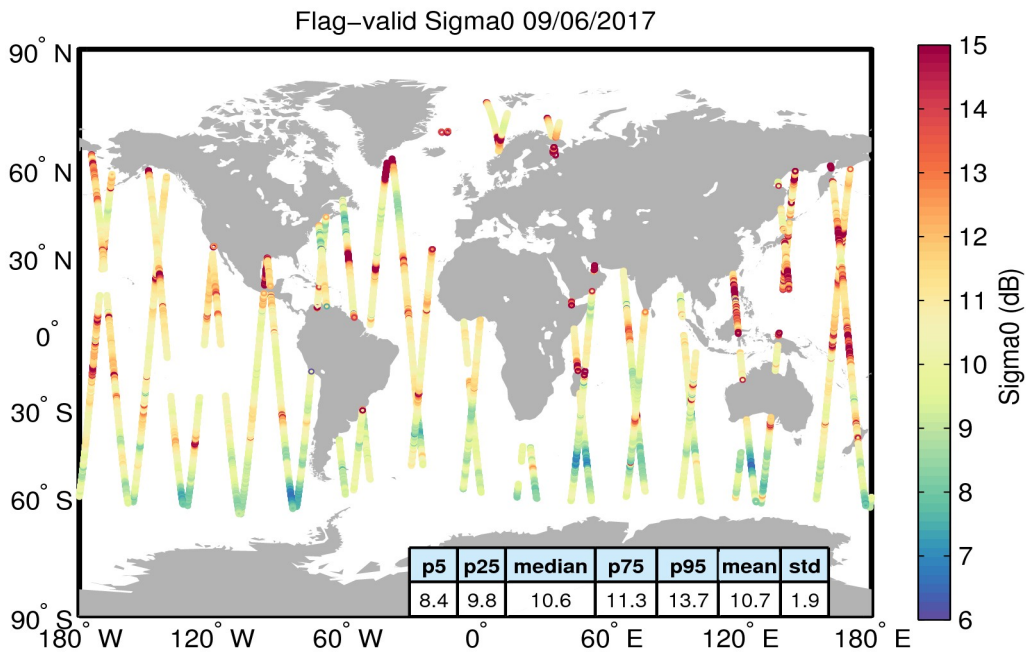 Flag−valid Sigma0 09/06/2017
90° N
60° N
30° N
0°
30° S
60° S
90° S
180° W
120° W
60° W
0°
60° E
120° E
180° E
p5 p25 median p75 p95 mean std
8.4 9.8 10.6 11.3 13.7 10.7 1.9
15
14
13
12
11
10
9
8
7
6
Sigma0 (dB)